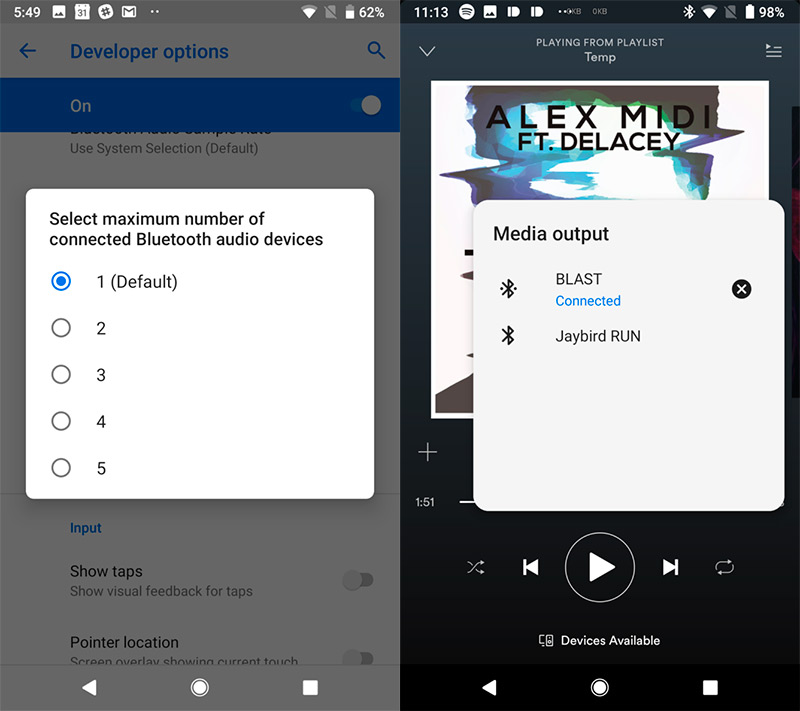 5:49
31
62%
Developer options
On
Bluetooth Audio Sample Rate
Use System Selection (Default)
Select maximum number of
connected Bluetooth audio devices
1 (Default)
2
3
4
5
Input
Show taps
Show visual feedback for taps
Pointer location
Screen overlay showing current touch
11:13
KB
0KB
98%
PLAYING FROM PLAYLIST
Temp
ALEX MIDI
FT. DELACEY
Media output
BLAST
Connected
Jaybird RUN
1:51
Devices Available